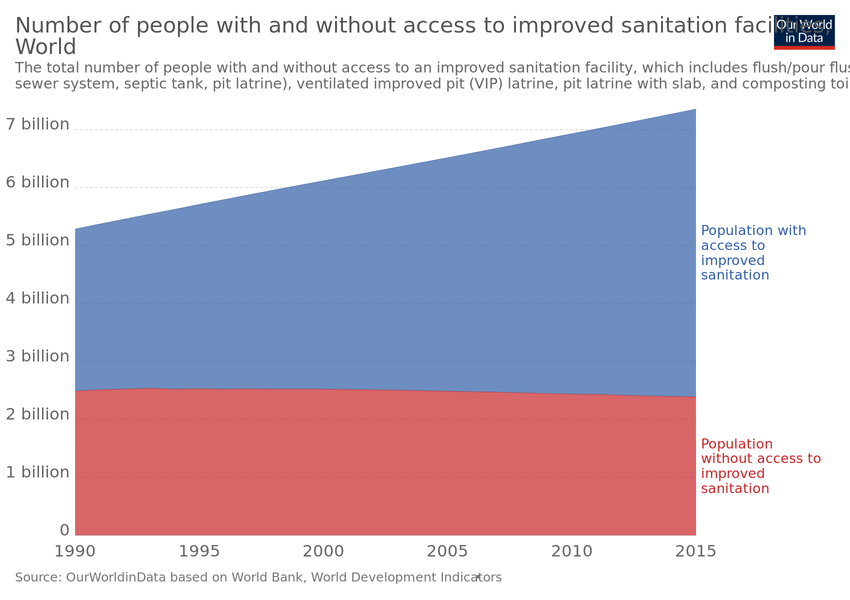 Number of people with and without access to improved sanitation facilities,
World
Our World
in Data
The total number of people with and without access to an improved sanitation facility, which includes flush/pour flus
sewer system, septic tank, pit latrine), ventilated improved pit (VIP) latrine, pit latrine with slab, and composting toi
7 billion
6 billion
5 billion
4 billion
3 billion
2 billion
1 billion
0
Population with
access to
improved
sanitation
Population
without access to
improved
sanitation
1990 1995 2000 2005 2010 2015
Source: OurWorldinData based on World Bank, World Development Indicators